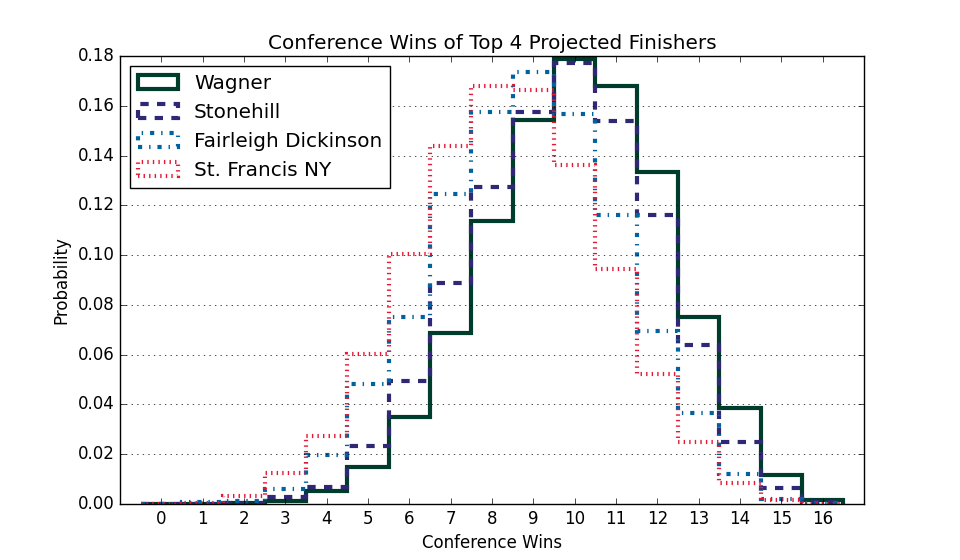 Conference Wins of Top 4 Projected Finishers
0.18
0.16
0.14
0.12
0.10
0.08
0.06
0.04
0.02
0.00
Probability
Wagner
Stonehill
Fairleigh Dickinson
St. Francis NY
0 1 2 3 4 5 6 7 8 9 10 11 12 13 14 15 16
Conference Wins